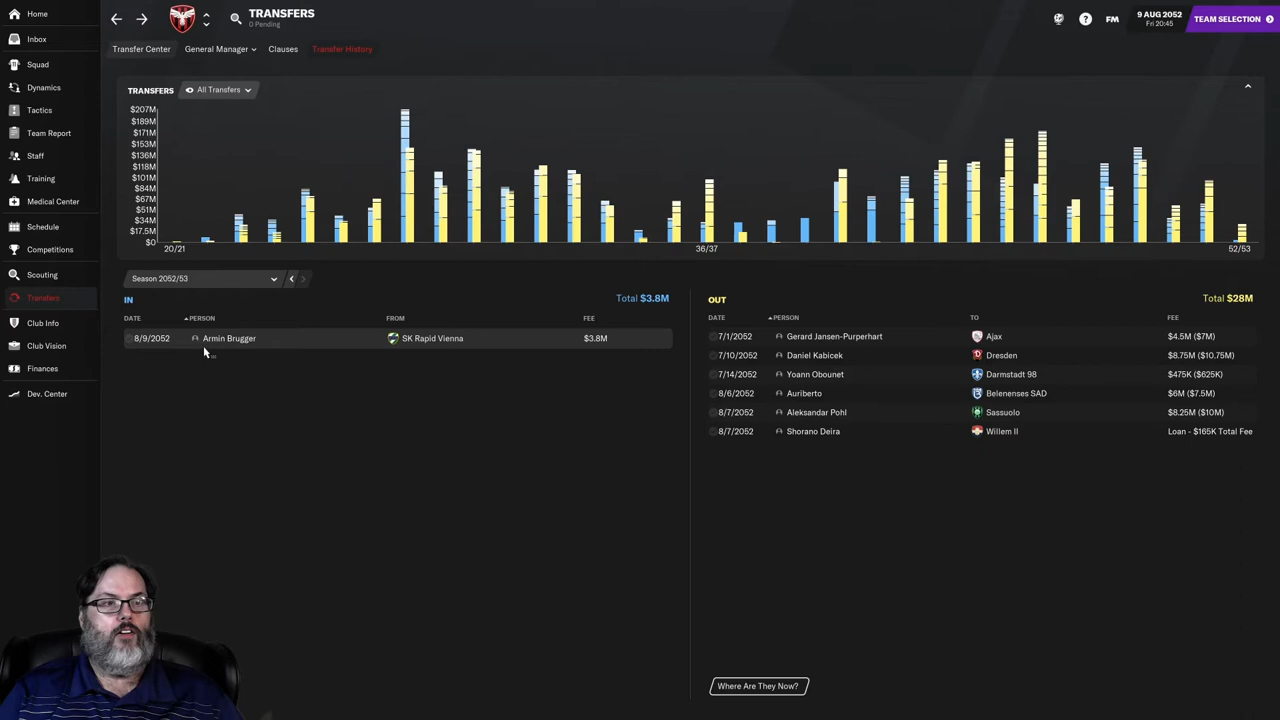 Home
Inbox
Squad
Dynamics
Tactics
Team Report
Staff
Training
Medical Center
Schedule
Competitions
Scouting
Transfers
Club Info
Club Vision
Finances
Dev. Center
TRANSFERS
0 Pending
?
FM
9 AUG 2052
Fri 20:45
TEAM SELECTION
Transfer Center
General Manager
Clauses
Transfer History
TRANSFERS
All Transfers
$207M
$189M
$171M
$153M
$136M
$118M
$101M
$84M
$67M
$51M
$34M
$17.5M
$0
20/21
36/37
52/53
Season 2052/53
IN
Total $3.8M
DATE PERSON FROM FEE
8/9/2052 Armin Brugger SK Rapid Vienna $3.8M
OUT
Total $28M
DATE PERSON TO FEE
7/1/2052 Gerard Jansen-Purperhart Ajax $4.5M ($7M)
7/10/2052 Daniel Kabicek Dresden $8.75M ($10.75M)
7/14/2052 Yoann Obounet Darmstadt 98 $475K ($625K)
8/6/2052 Auriberto Belenenses SAD $6M ($7.5M)
8/7/2052 Aleksandar Pohl Sassuolo $8.25M ($10M)
8/7/2052 Shorano Deira Willem II Loan - $165K Total Fee
Where Are They Now?